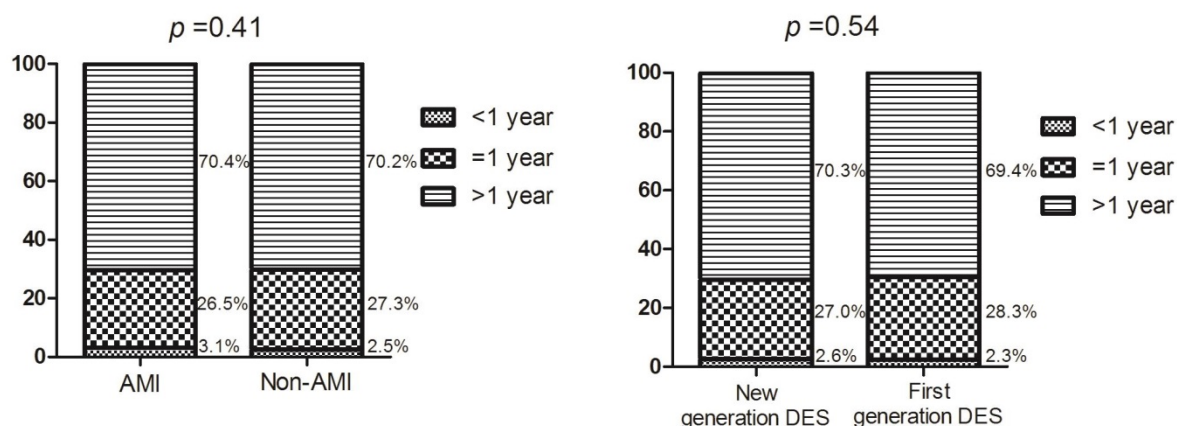 p =0.41
100
80
60
40
20
0
70.4%
26.5%
3.1%
70.2%
27.3%
2.5%
AMI
Non-AMI
<1 year
=1 year
>1 year
p =0.54
100
80
60
40
20
0
70.3%
27.0%
2.6%
69.4%
28.3%
2.3%
New
generation DES
First
generation DES
<1 year
=1 year
>1 year